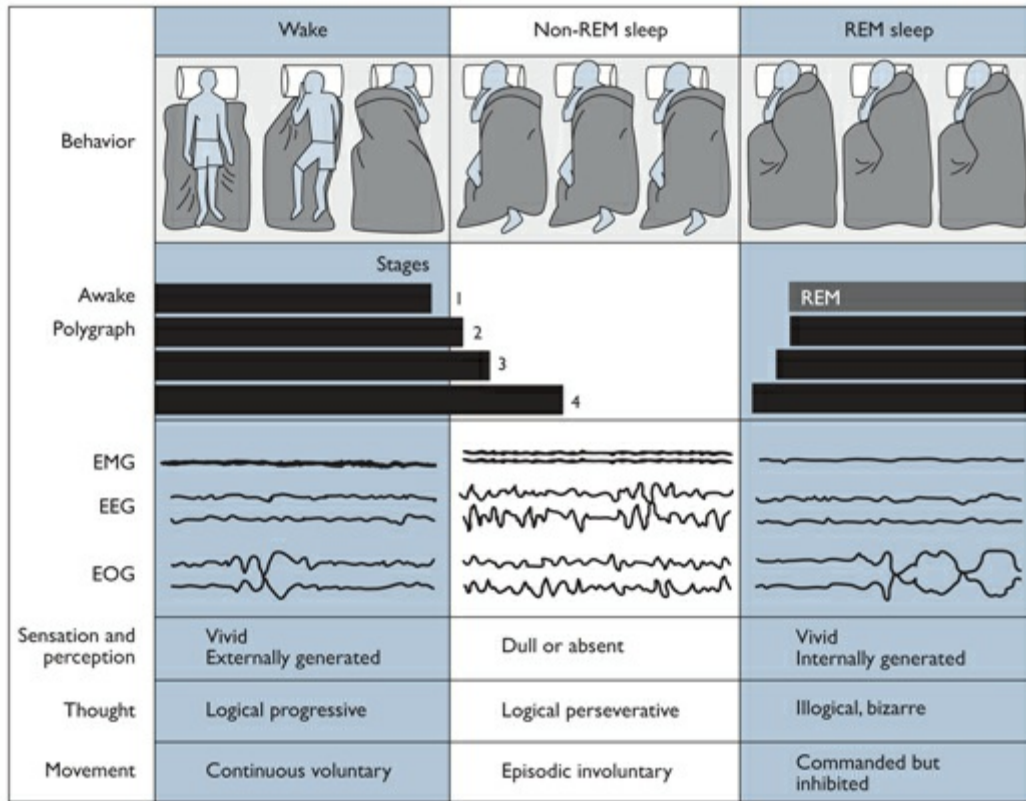 Wake Non-REM sleep REM sleep
Behavior
Stages
Awake 1 REM
Polygraph 2
3
4
EMG
EEG
EOG
Sensation and perception
Vivid
Externally generated
Dull or absent
Vivid
Internally generated
Thought Logical progressive Logical perseverative Illogical, bizarre
Movement Continuous voluntary Episodic involuntary Commanded but
inhibited